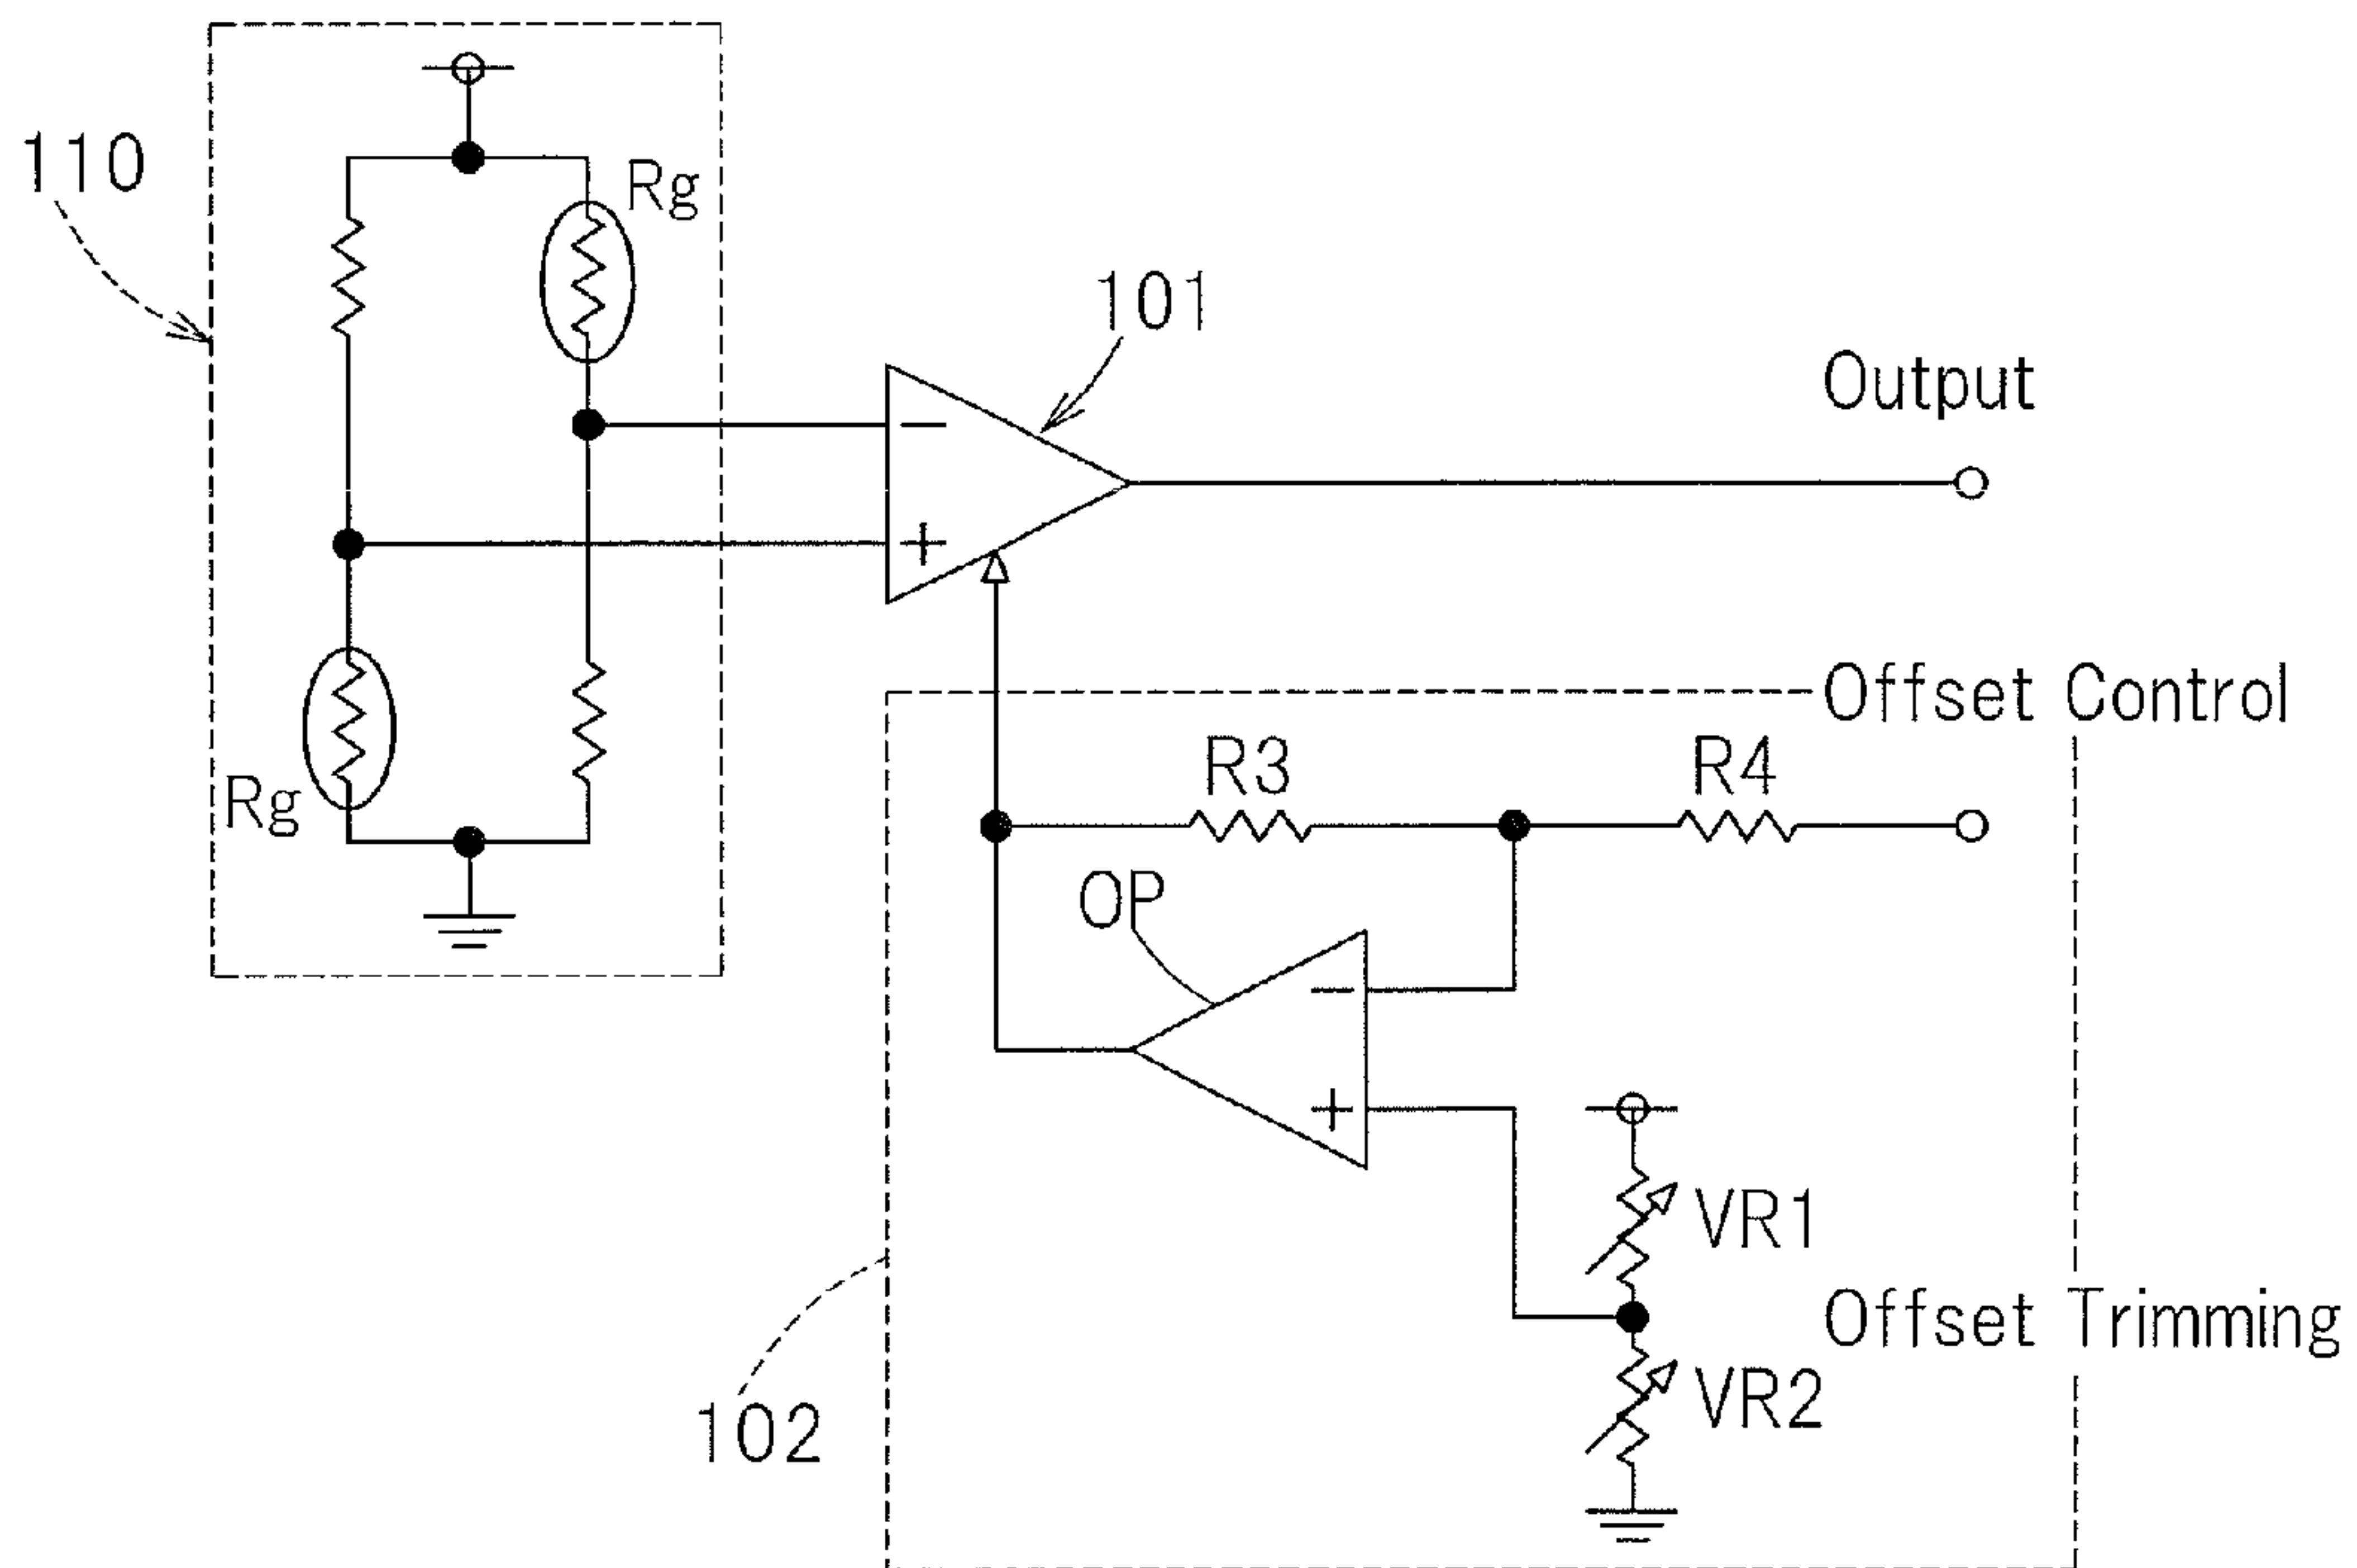 110
Rg
101
Output
−
+
Offset Control
Rg
R3
R4
OP
−
+
VR1
Offset Trimming
VR2
102